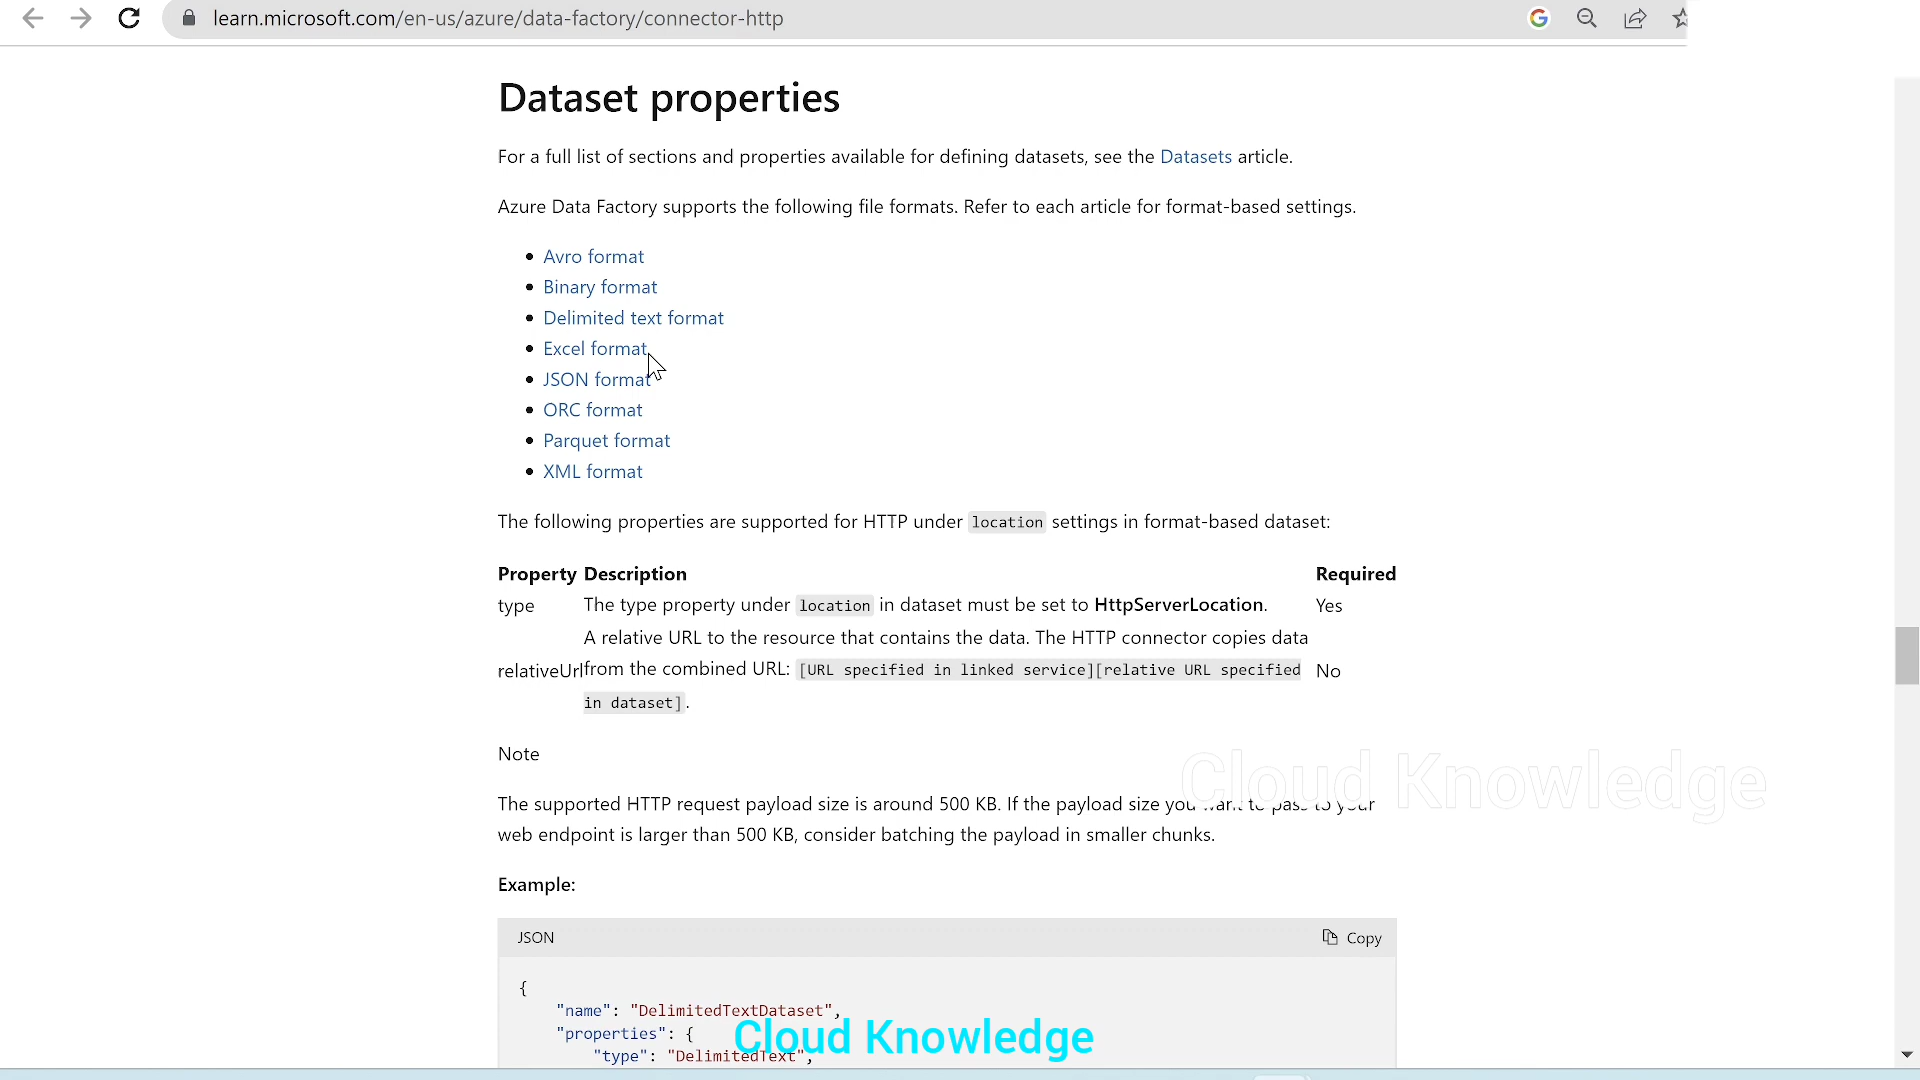 learn.microsoft.com/en-us/azure/data-factory/connector-http
Dataset properties
For a full list of sections and properties available for defining datasets, see the Datasets article.
Azure Data Factory supports the following file formats. Refer to each article for format-based settings.
Avro format
Binary format
Delimited text format
Excel format
JSON format
ORC format
Parquet format
XML format
The following properties are supported for HTTP under location settings in format-based dataset:
Property Description Required
type The type property under location in dataset must be set to HttpServerLocation. Yes
A relative URL to the resource that contains the data. The HTTP connector copies data
relativeUrl from the combined URL: [URL specified in linked service][relative URL specified No
in dataset].
Note
Cloud Knowledge
The supported HTTP request payload size is around 500 KB. If the payload size you want to pass to your
web endpoint is larger than 500 KB, consider batching the payload in smaller chunks.
Example:
JSON Copy
{
"name": "DelimitedTextDataset",
"properties": {
Cloud Knowledge
"type": "DelimitedText",